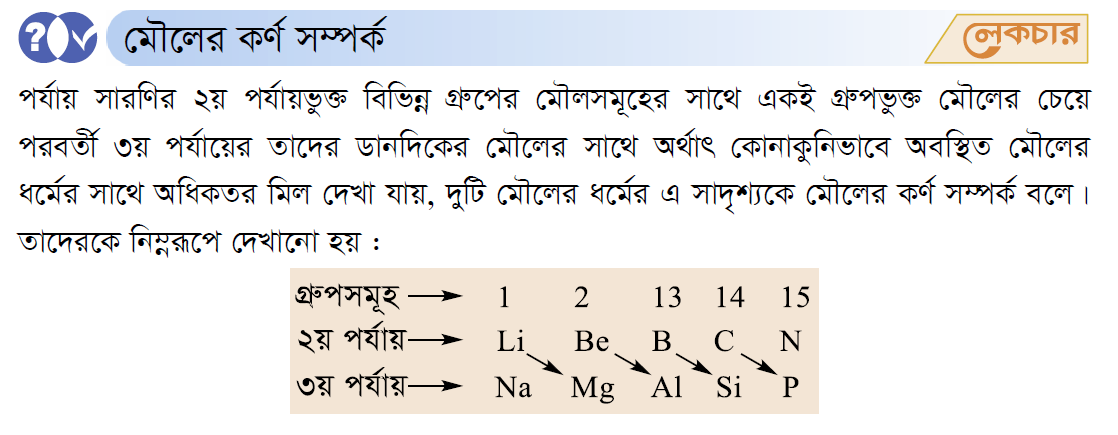 মৌলের কর্ণ সম্পর্ক
লেকচার
পর্যায় সারণির ২য় পর্যায়ভুক্ত বিভিন্ন গ্রুপের মৌলসমূহের সাথে একই গ্রুপভুক্ত মৌলের চেয়ে
পরবর্তী ৩য় পর্যায়ের তাদের ডানদিকের মৌলের সাথে অর্থাৎ কোনাকুনিভাবে অবস্থিত মৌলের
ধর্মের সাথে অধিকতর মিল দেখা যায়, দুটি মৌলের ধর্মের এ সাদৃশ্যকে মৌলের কর্ণ সম্পর্ক বলে।
তাদেরকে নিম্নরূপে দেখানো হয় :
গ্রুপসমূহ → 1 2 13 14 15
২য় পর্যায় → Li Be B C N
৩য় পর্যায় → Na Mg Al Si P